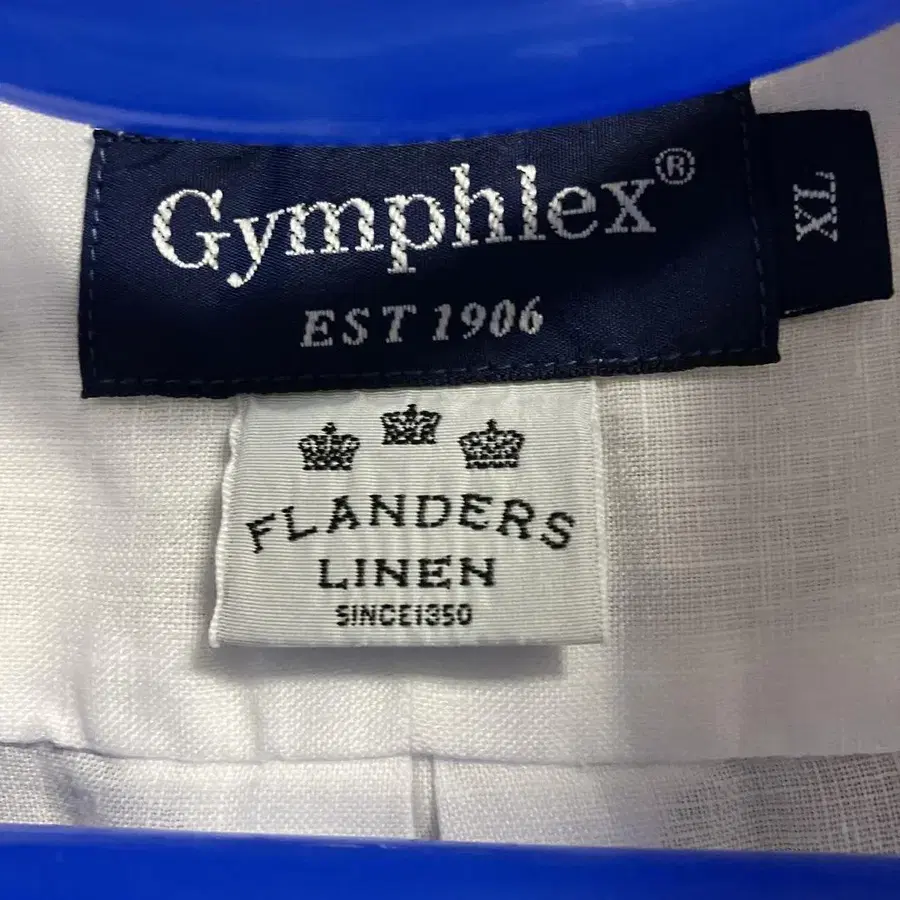 Gymphlex®
EST 1906
XL
FLANDERS
LINEN
SINCE1350